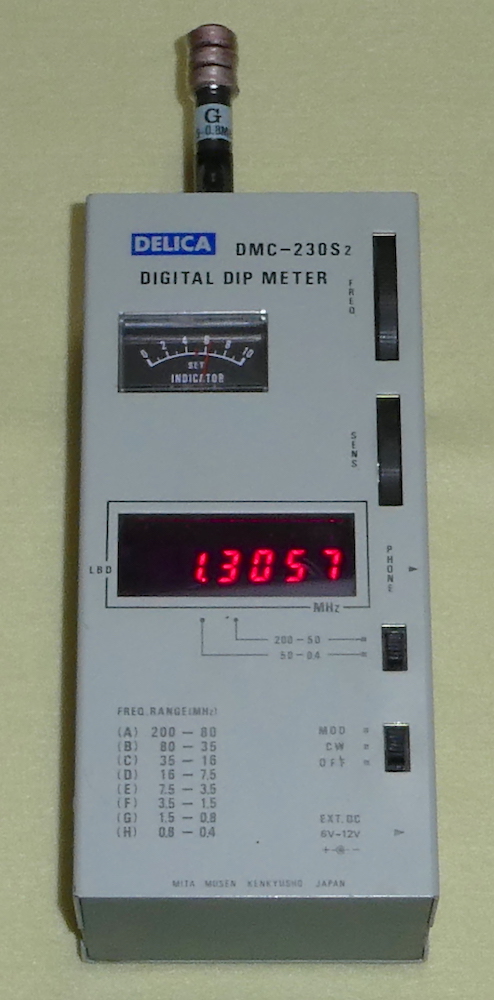 G
-0.8M
DELICA DMC-230S2
DIGITAL DIP METER
FREQ
0 2 4 6 8 10
SET
INDICATOR
SENS
1.3057
LBD
PHONE
MHz
200-50
50-0.4
FREQ.RANGE(MHz)
(A) 200 - 80
(B) 80 - 35
(C) 35 - 16
(D) 16 - 7.5
(E) 7.5 - 3.5
(F) 3.5 - 1.5
(G) 1.5 - 0.8
(H) 0.8 - 0.4
MOD
CW
OFF
EXT.DC
6V-12V
MITA MUSEN KENKYUSHO JAPAN